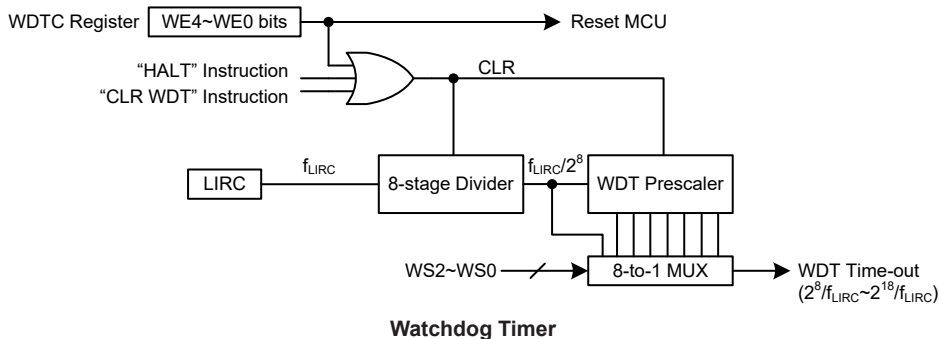 WDTC Register WE4~WE0 bits Reset MCU
CLR
“HALT” Instruction
“CLR WDT” Instruction
fLIRC fLIRC/2⁸
LIRC 8-stage Divider WDT Prescaler
WS2~WS0 8-to-1 MUX WDT Time-out
(2⁸/fLIRC~2¹⁸/fLIRC)
Watchdog Timer